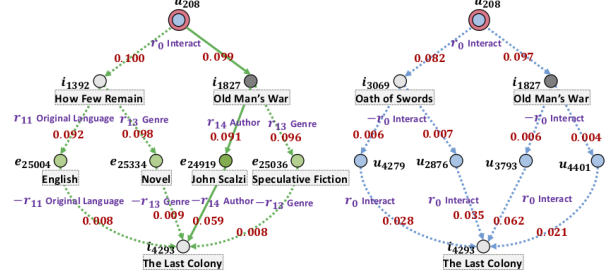 u208
u208
r0 Interact
r0 Interact
0.100
0.099
0.082
0.097
i1392
i1827
i3069
i1827
How Few Remain
Old Man's War
Oath of Swords
Old Man's War
r11 Original Language
r13 Genre
r14 Author
r13 Genre
−r0 Interact
−r0 Interact
0.092
0.098
0.091
0.096
0.006
0.007
0.006
0.004
e25004
e25334
e24919
e25036
u4279
u2876
u3793
u4401
English
Novel
John Scalzi
Speculative Fiction
−r11 Original Language
−r13 Genre
−r14 Author
−r13 Genre
r0 Interact
r0 Interact
r0 Interact
0.008
0.009
0.059
0.008
0.028
0.035
0.062
0.021
i4293
i4293
The Last Colony
The Last Colony